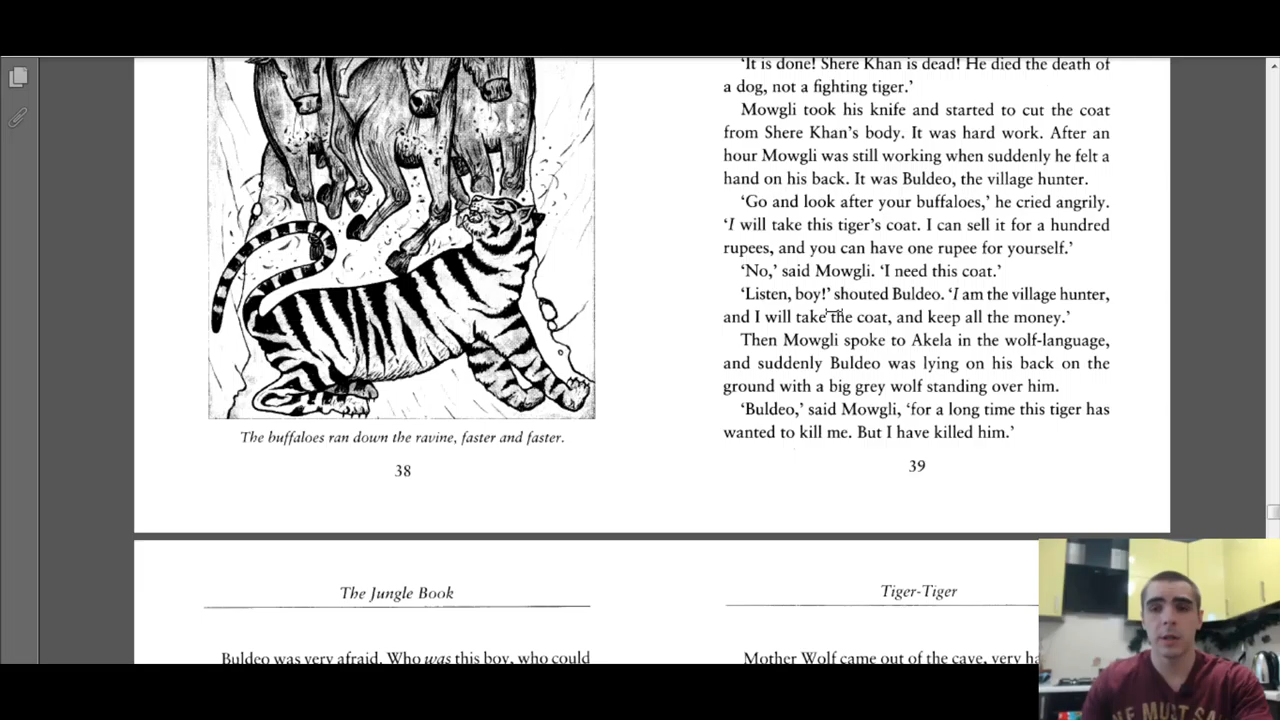 The buffaloes ran down the ravine, faster and faster.
38
‘It is done! Shere Khan is dead! He died the death of
a dog, not a fighting tiger.’
Mowgli took his knife and started to cut the coat
from Shere Khan’s body. It was hard work. After an
hour Mowgli was still working when suddenly he felt a
hand on his back. It was Buldeo, the village hunter.
‘Go and look after your buffaloes,’ he cried angrily.
‘I will take this tiger’s coat. I can sell it for a hundred
rupees, and you can have one rupee for yourself.’
‘No,’ said Mowgli. ‘I need this coat.’
‘Listen, boy!’ shouted Buldeo. ‘I am the village hunter,
and I will take the coat, and keep all the money.’
Then Mowgli spoke to Akela in the wolf-language,
and suddenly Buldeo was lying on his back on the
ground with a big grey wolf standing over him.
‘Buldeo,’ said Mowgli, ‘for a long time this tiger has
wanted to kill me. But I have killed him.’
39
The Jungle Book
Buldeo was very afraid. Who was this boy, who could
Tiger-Tiger
Mother Wolf came out of the cave, very
MUST